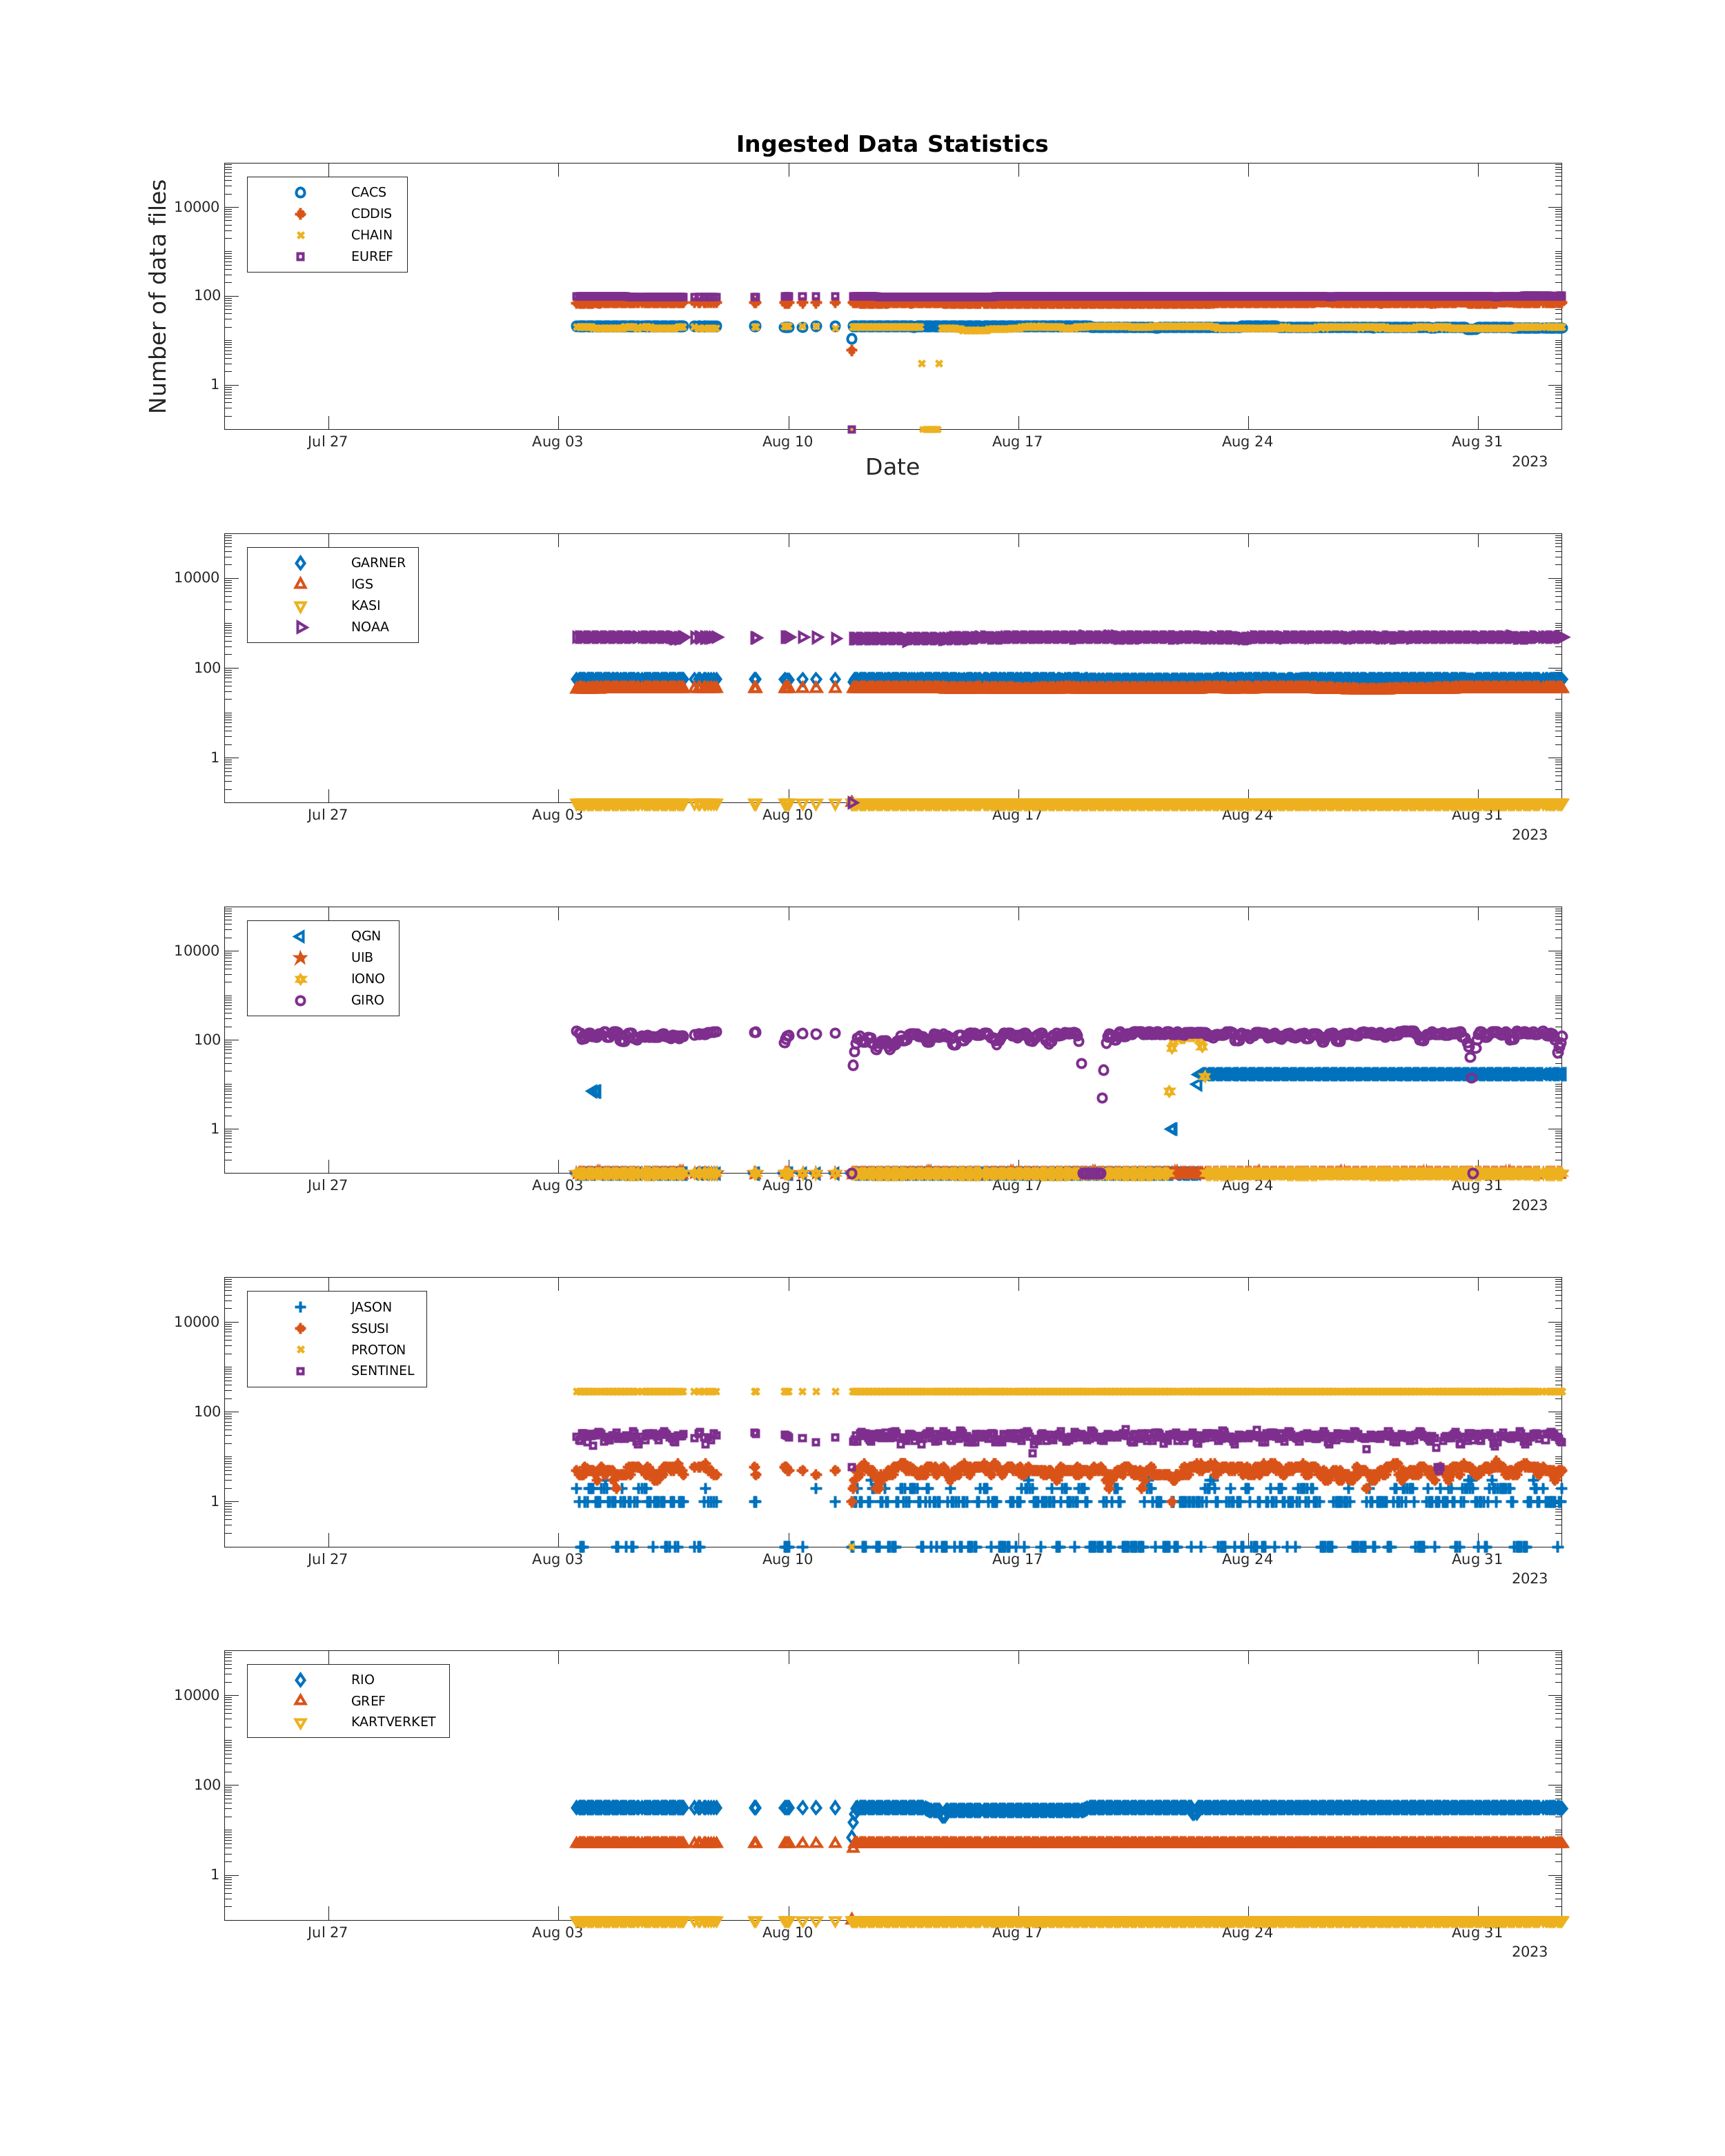 Ingested Data Statistics
Number of data files
10000
100
1
CACS
CDDIS
CHAIN
EUREF
Jul 27
Aug 03
Aug 10
Aug 17
Aug 24
Aug 31
2023
Date
10000
100
1
GARNER
IGS
KASI
NOAA
Jul 27
Aug 03
Aug 10
Aug 17
Aug 24
Aug 31
2023
10000
100
1
QGN
UIB
IONO
GIRO
Jul 27
Aug 03
Aug 10
Aug 17
Aug 24
Aug 31
2023
10000
100
1
JASON
SSUSI
PROTON
SENTINEL
Jul 27
Aug 03
Aug 10
Aug 17
Aug 24
Aug 31
2023
10000
100
1
RIO
GREF
KARTVERKET
Jul 27
Aug 03
Aug 10
Aug 17
Aug 24
Aug 31
2023